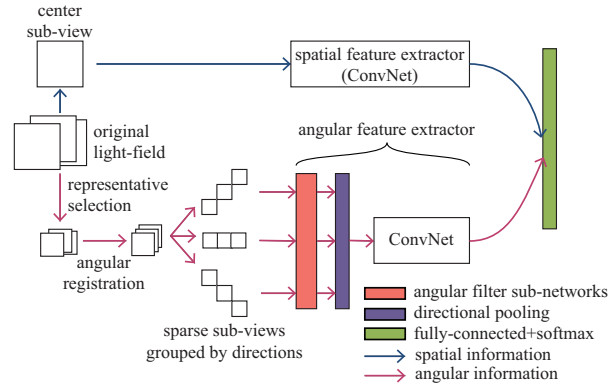 center
sub-view
spatial feature extractor
(ConvNet)
original
light-field
angular feature extractor
representative
selection
ConvNet
angular
registration
sparse sub-views
grouped by directions
angular filter sub-networks
directional pooling
fully-connected+softmax
spatial information
angular information